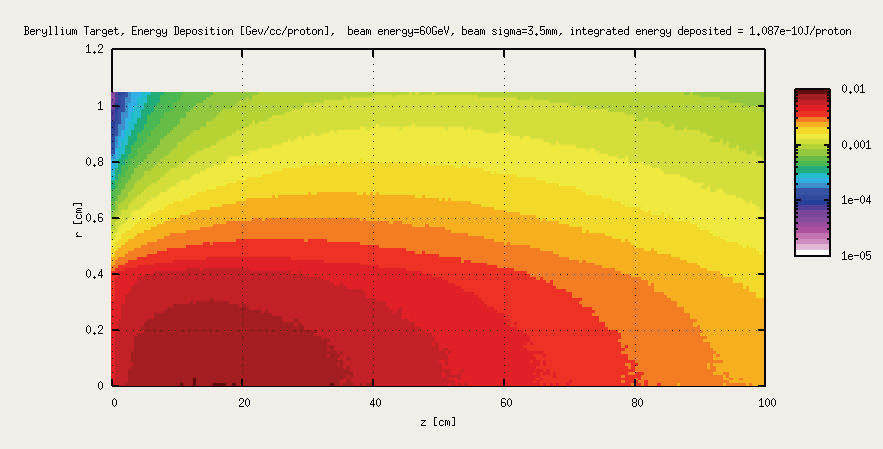 Beryllium Target, Energy Deposition [Gev/cc/proton],  beam energy=60GeV, beam sigma=3.5mm, integrated energy deposited = 1.087e-10J/proton
1.2
1
0.8
0.6
0.4
0.2
0
r [cm]
0 20 40 60 80 100
z [cm]
0.01
0.001
1e-04
1e-05